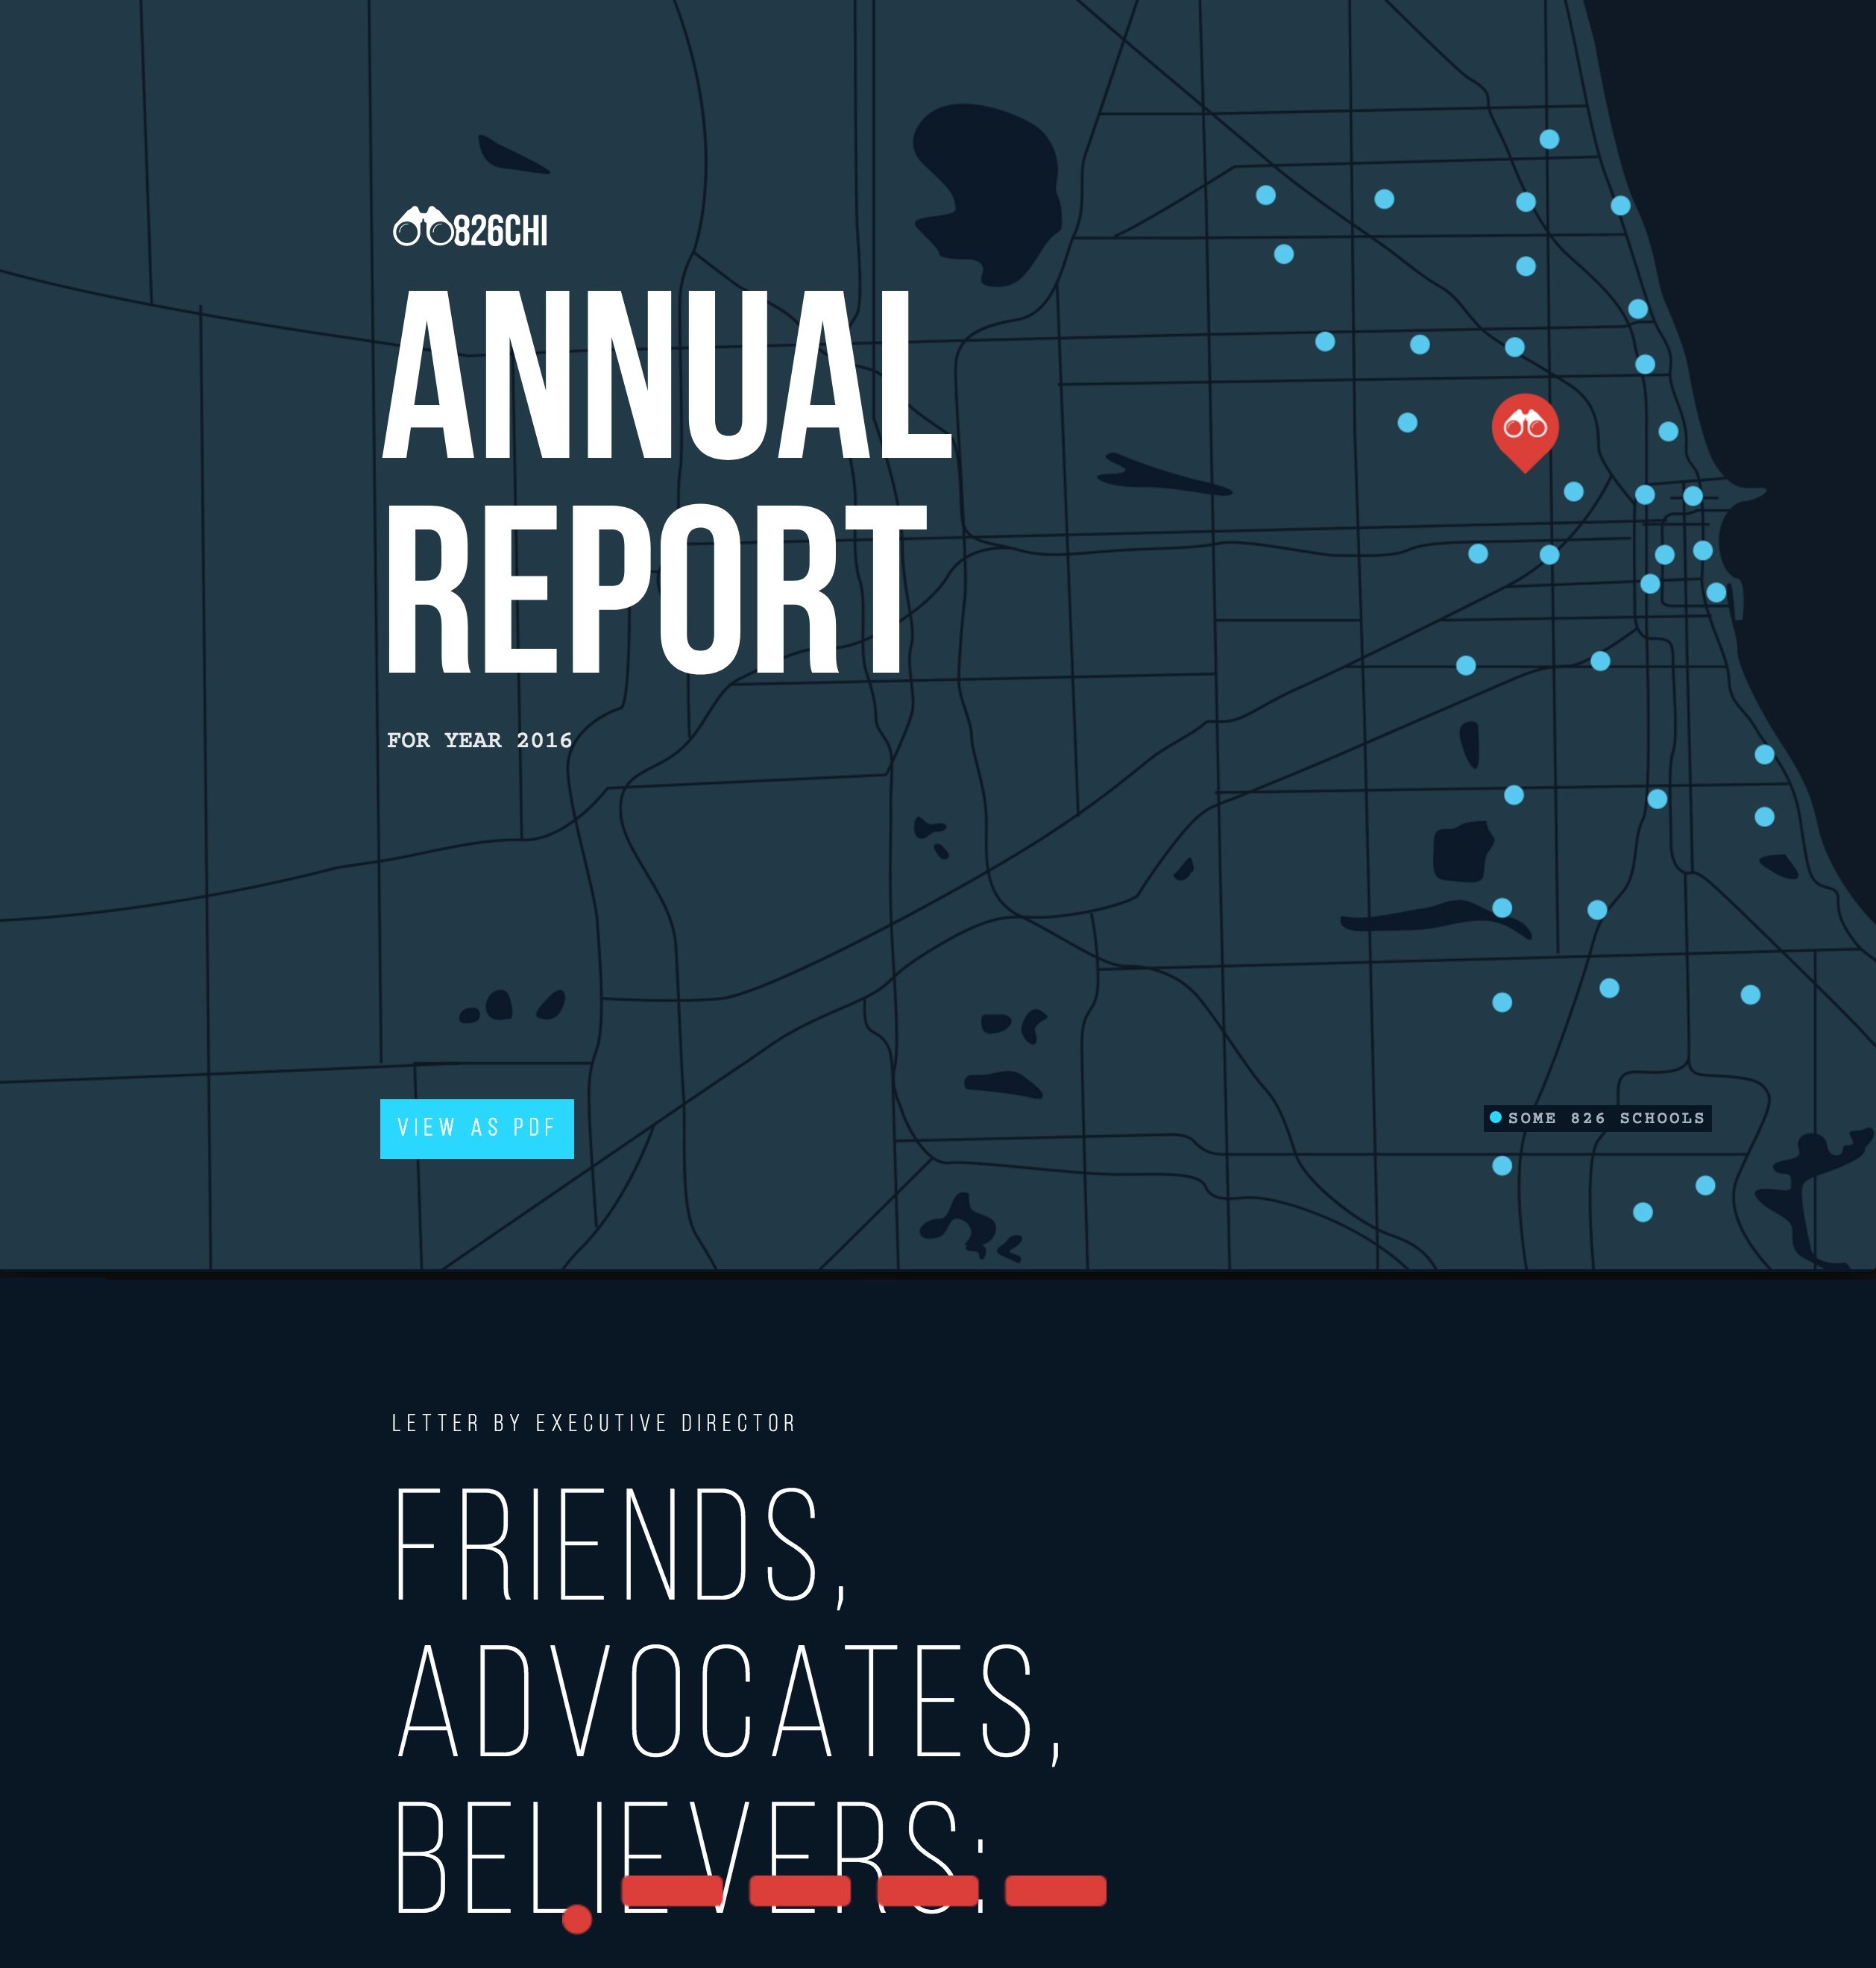 826CHI
ANNUAL
REPORT
FOR YEAR 2016
VIEW AS PDF
SOME 826 SCHOOLS
LETTER BY EXECUTIVE DIRECTOR
FRIENDS,
ADVOCATES,
BELIEVERS: